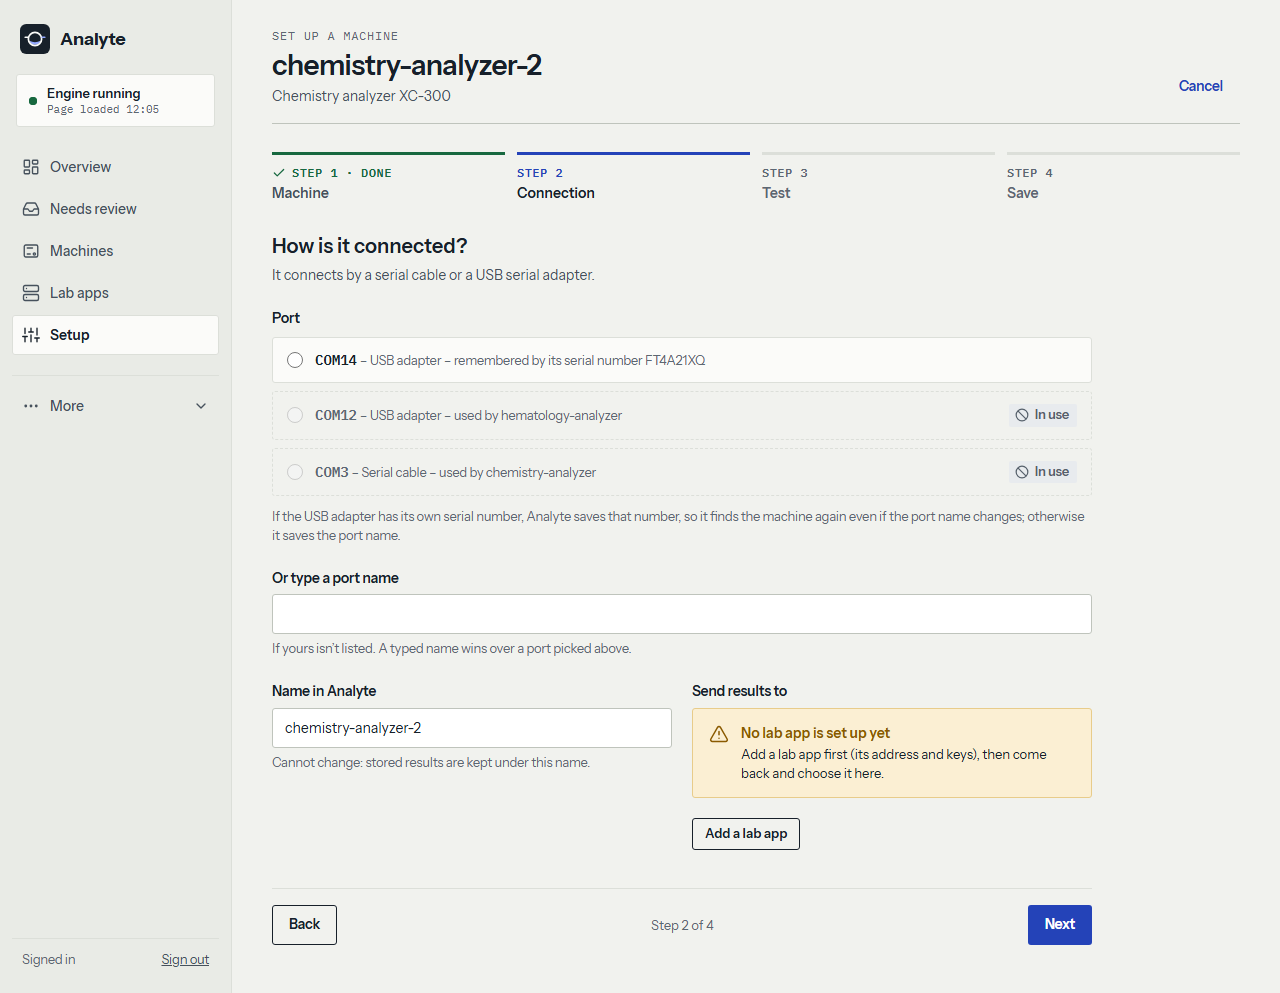 Analyte
Engine running
Page loaded 12:05
Overview
Needs review
Machines
Lab apps
Setup
More
Signed in
Sign out
SET UP A MACHINE
chemistry-analyzer-2
Chemistry analyzer XC-300
Cancel
STEP 1 · DONE
Machine
STEP 2
Connection
STEP 3
Test
STEP 4
Save
How is it connected?
It connects by a serial cable or a USB serial adapter.
Port
COM14 – USB adapter – remembered by its serial number FT4A21XQ
COM12 – USB adapter – used by hematology-analyzer
In use
COM3 – Serial cable – used by chemistry-analyzer
In use
If the USB adapter has its own serial number, Analyte saves that number, so it finds the machine again even if the port name changes; otherwise
it saves the port name.
Or type a port name
If yours isn't listed. A typed name wins over a port picked above.
Name in Analyte
chemistry-analyzer-2
Cannot change: stored results are kept under this name.
Send results to
No lab app is set up yet
Add a lab app first (its address and keys), then come
back and choose it here.
Add a lab app
Back
Step 2 of 4
Next